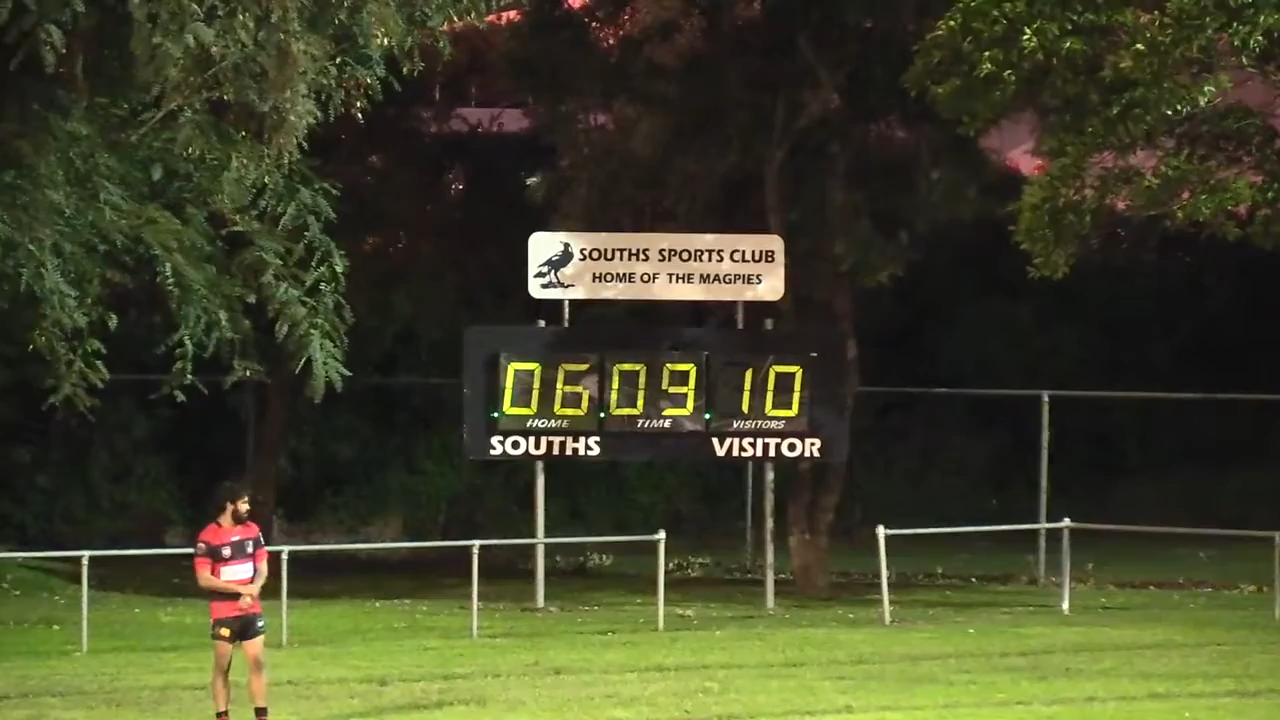 SOUTHS SPORTS CLUB
HOME OF THE MAGPIES
06 09 10
HOME TIME VISITORS
SOUTHS VISITOR